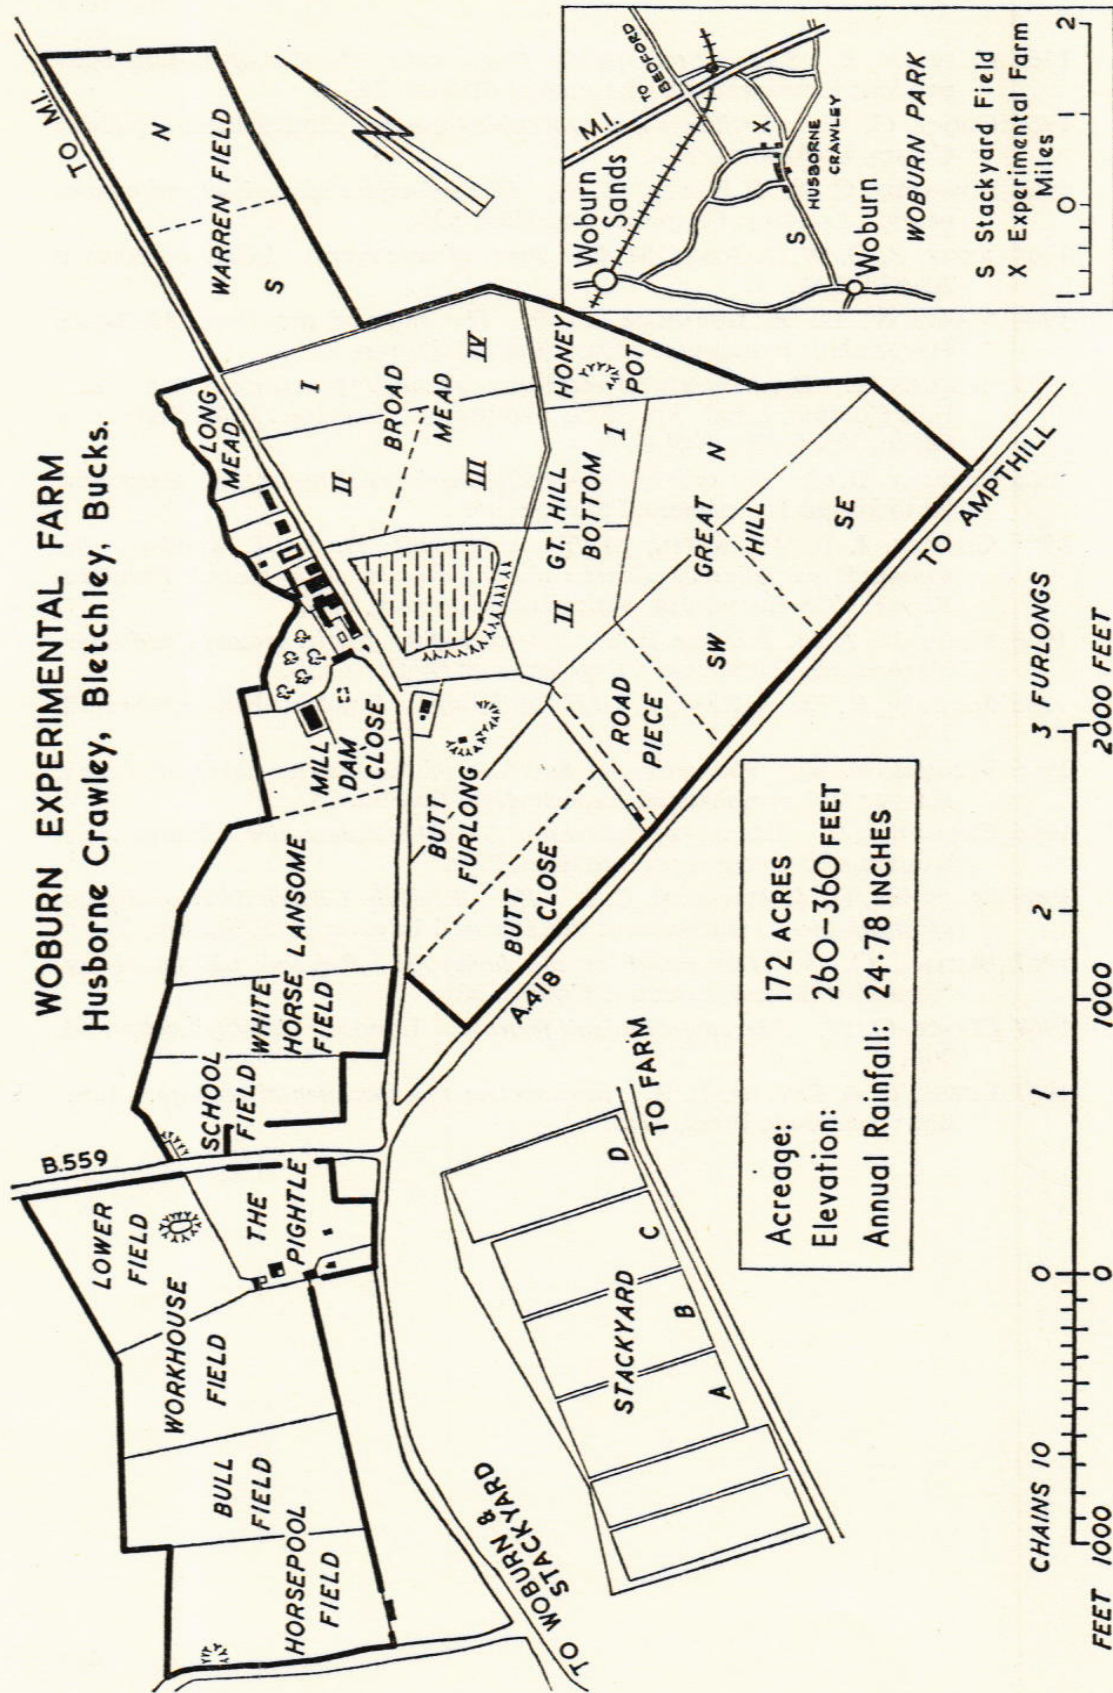 WOBURN EXPERIMENTAL FARM
Husborne Crawley, Bletchley, Bucks.
TO M.I.
WARREN FIELD
N
S
LONG
MEAD
BROAD
MEAD
I
II
III
IV
HONEY
POT
GT. HILL
BOTTOM
I
II
GREAT
HILL
N
SW
SE
ROAD
PIECE
MILL
DAM
CLOSE
BUTT
FURLONG
BUTT
CLOSE
LANSOME
WHITE
HORSE
FIELD
SCHOOL
FIELD
B.559
A.418
TO AMPTHILL
LOWER
FIELD
THE
PIGHTLE
WORKHOUSE
FIELD
BULL
FIELD
HORSEPOOL
FIELD
TO WOBURN &
STACKYARD
STACKYARD
A
B
C
D
TO FARM
Acreage: 172 ACRES
Elevation: 260-360 FEET
Annual Rainfall: 24·78 INCHES
TO
BEDFORD
M.I.
Woburn
Sands
X
HUSBORNE
CRAWLEY
S
Woburn
WOBURN PARK
S Stackyard Field
X Experimental Farm
Miles
1 0 1 2
CHAINS 10 0 1 2 3 FURLONGS
FEET 1000 0 1000 2000 FEET